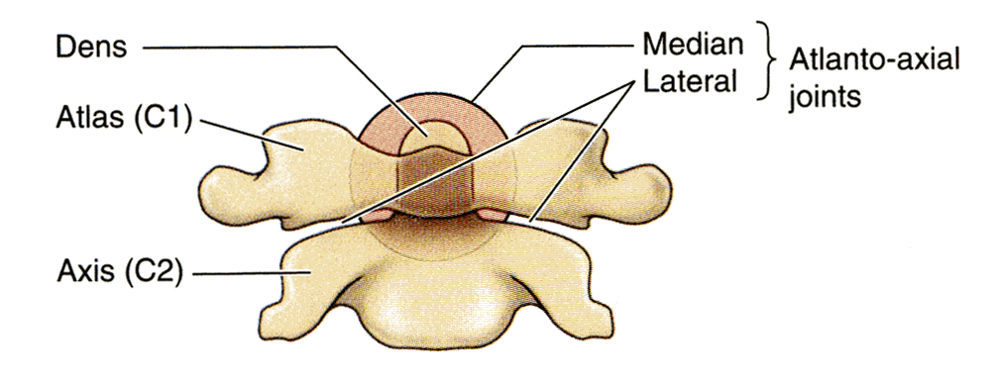 Dens
Median
Lateral
Atlanto-axial
joints
Atlas (C1)
Axis (C2)